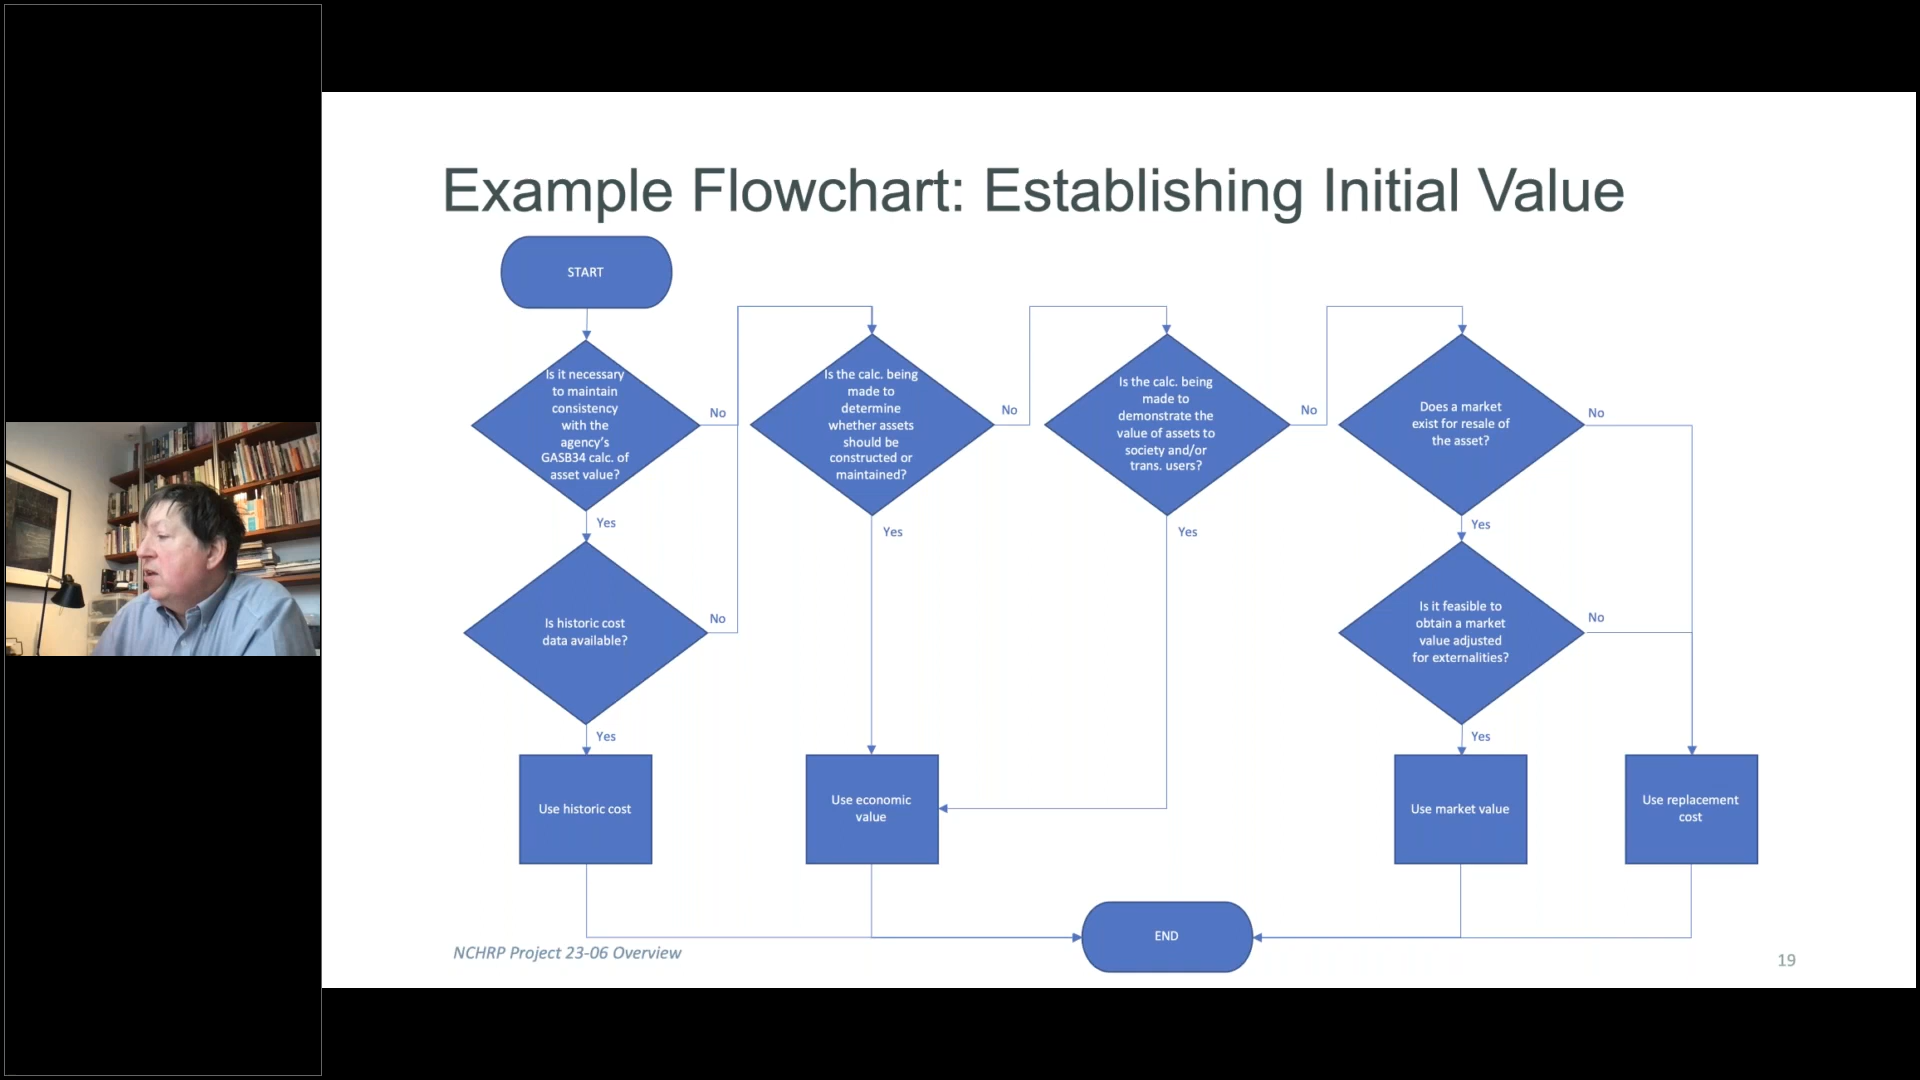 Example Flowchart: Establishing Initial Value
START
Is it necessary
to maintain
consistency
with the
agency's
GASB34 calc. of
asset value?
No
Is the calc. being
made to
determine
whether assets
should be
constructed or
maintained?
No
Is the calc. being
made to
demonstrate the
value of assets to
society and/or
trans. users?
No
Does a market
exist for resale of
the asset?
No
Yes
Yes
Yes
Yes
Is historic cost
data available?
No
Is it feasible to
obtain a market
value adjusted
for externalities?
No
Yes
Yes
Use historic cost
Use economic
value
Use market value
Use replacement
cost
END
NCHRP Project 23-06 Overview
19